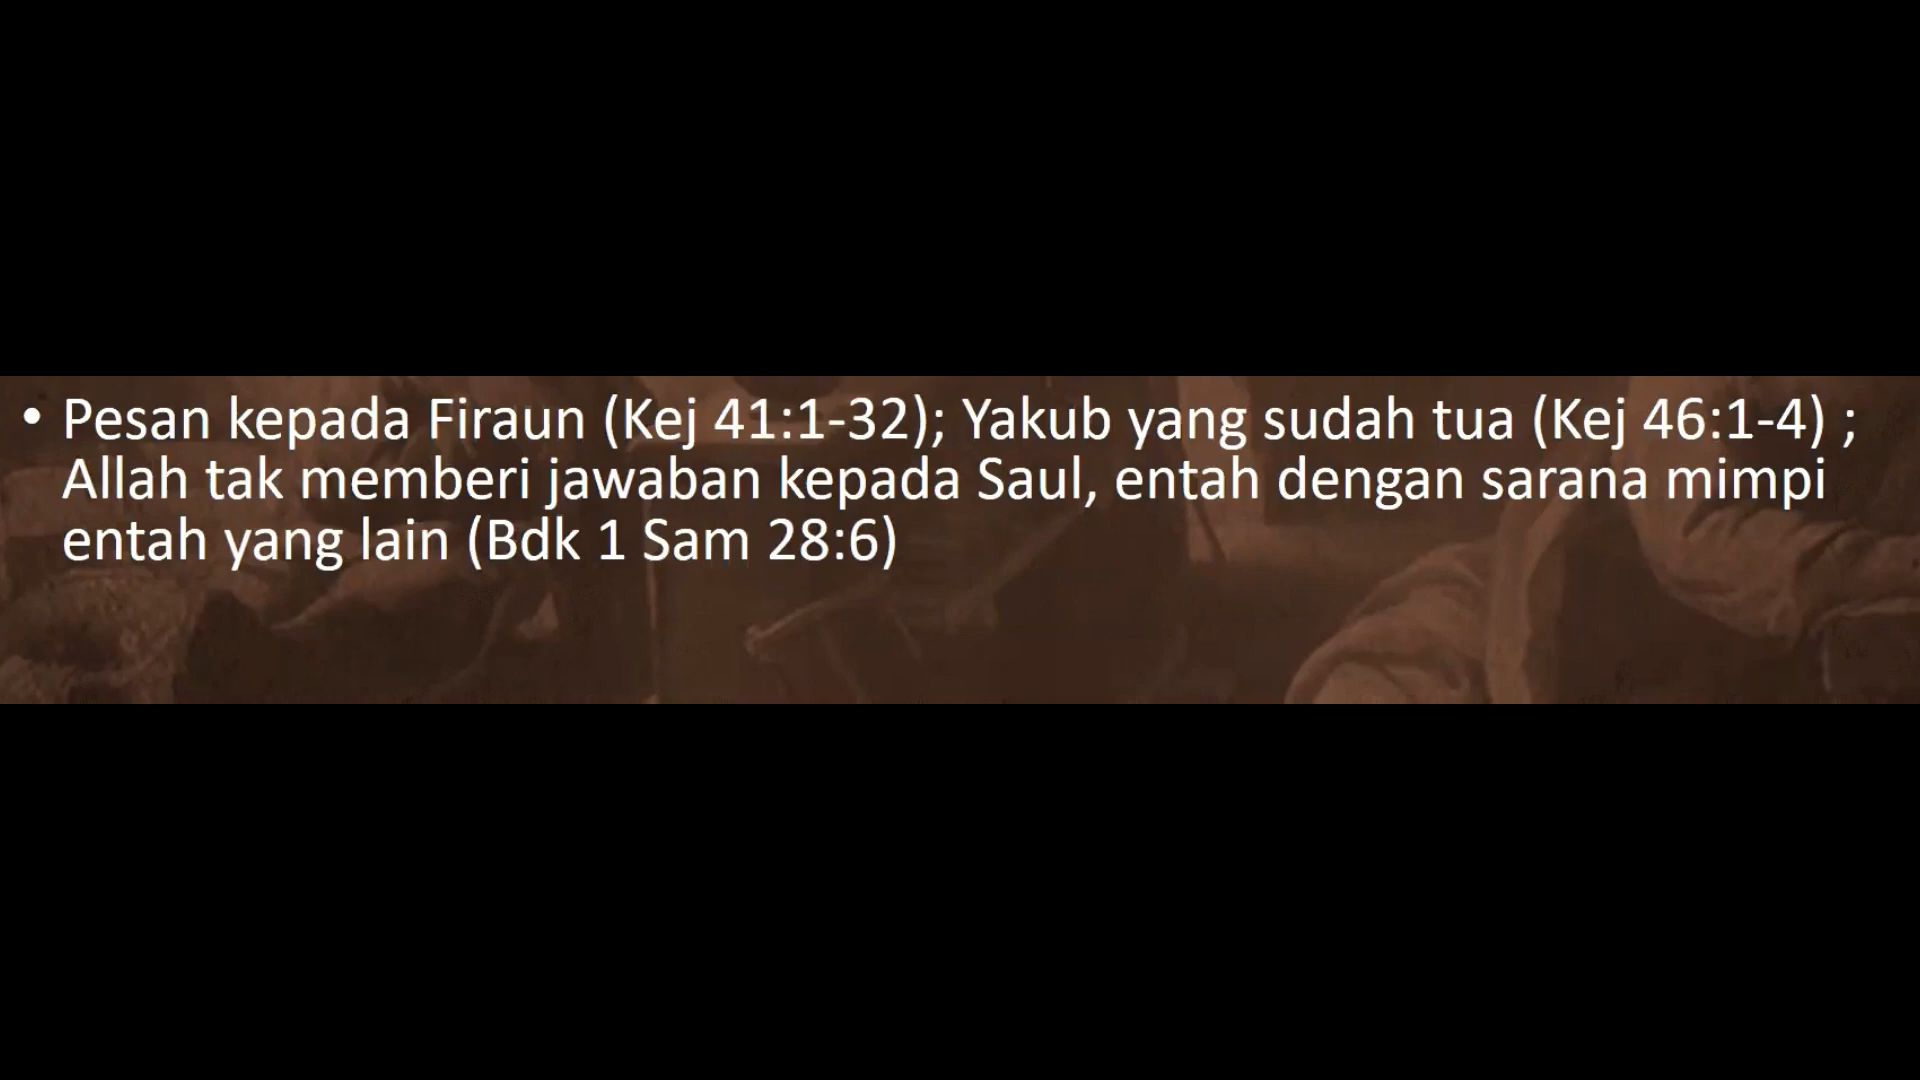 • Pesan kepada Firaun (Kej 41:1-32); Yakub yang sudah tua (Kej 46:1-4) ;
Allah tak memberi jawaban kepada Saul, entah dengan sarana mimpi
entah yang lain (Bdk 1 Sam 28:6)